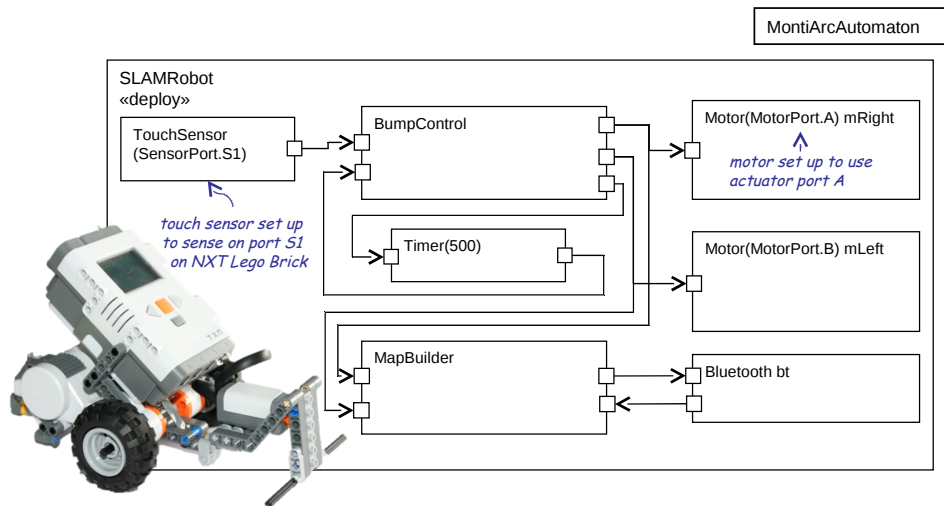 MontiArcAutomaton
SLAMRobot
«deploy»
TouchSensor
(SensorPort.S1)
BumpControl
Motor(MotorPort.A) mRight
motor set up to use
actuator port A
touch sensor set up
to sense on port S1
on NXT Lego Brick
Timer(500)
Motor(MotorPort.B) mLeft
MapBuilder
Bluetooth bt